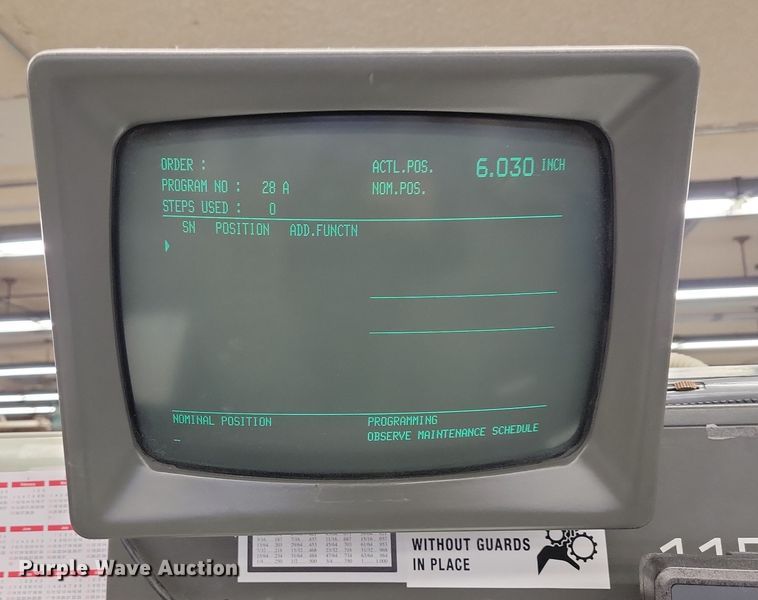 ORDER :
ACTL.POS. 6.030 INCH
PROGRAM NO : 28 A
NOM.POS.
STEPS USED : 0
SN POSITION ADD.FUNCTN
NOMINAL POSITION
PROGRAMMING
_
OBSERVE MAINTENANCE SCHEDULE
WITHOUT GUARDS
IN PLACE
Purple Wave Auction